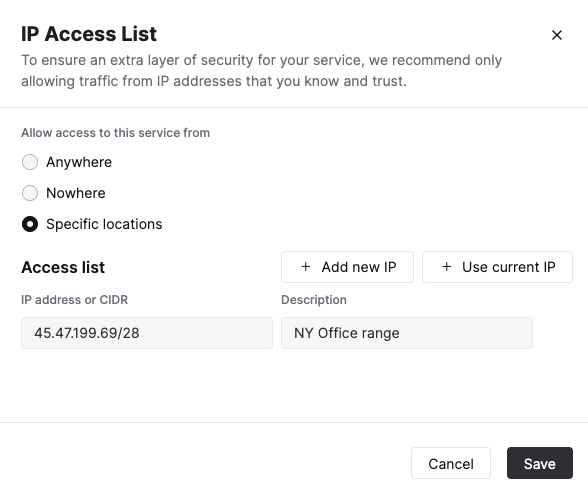 IP Access List
To ensure an extra layer of security for your service, we recommend only
allowing traffic from IP addresses that you know and trust.
Allow access to this service from
Anywhere
Nowhere
Specific locations
Access list
+ Add new IP
+ Use current IP
IP address or CIDR
Description
45.47.199.69/28
NY Office range
Cancel
Save